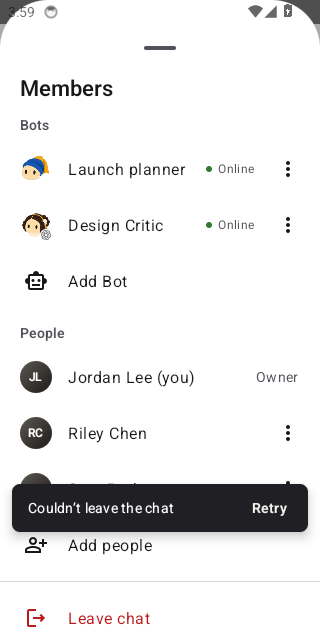 3:59
Members
Bots
Launch planner
Online
Design Critic
Online
Add Bot
People
JL
Jordan Lee (you)
Owner
RC
Riley Chen
Couldn't leave the chat
Retry
Add people
Leave chat